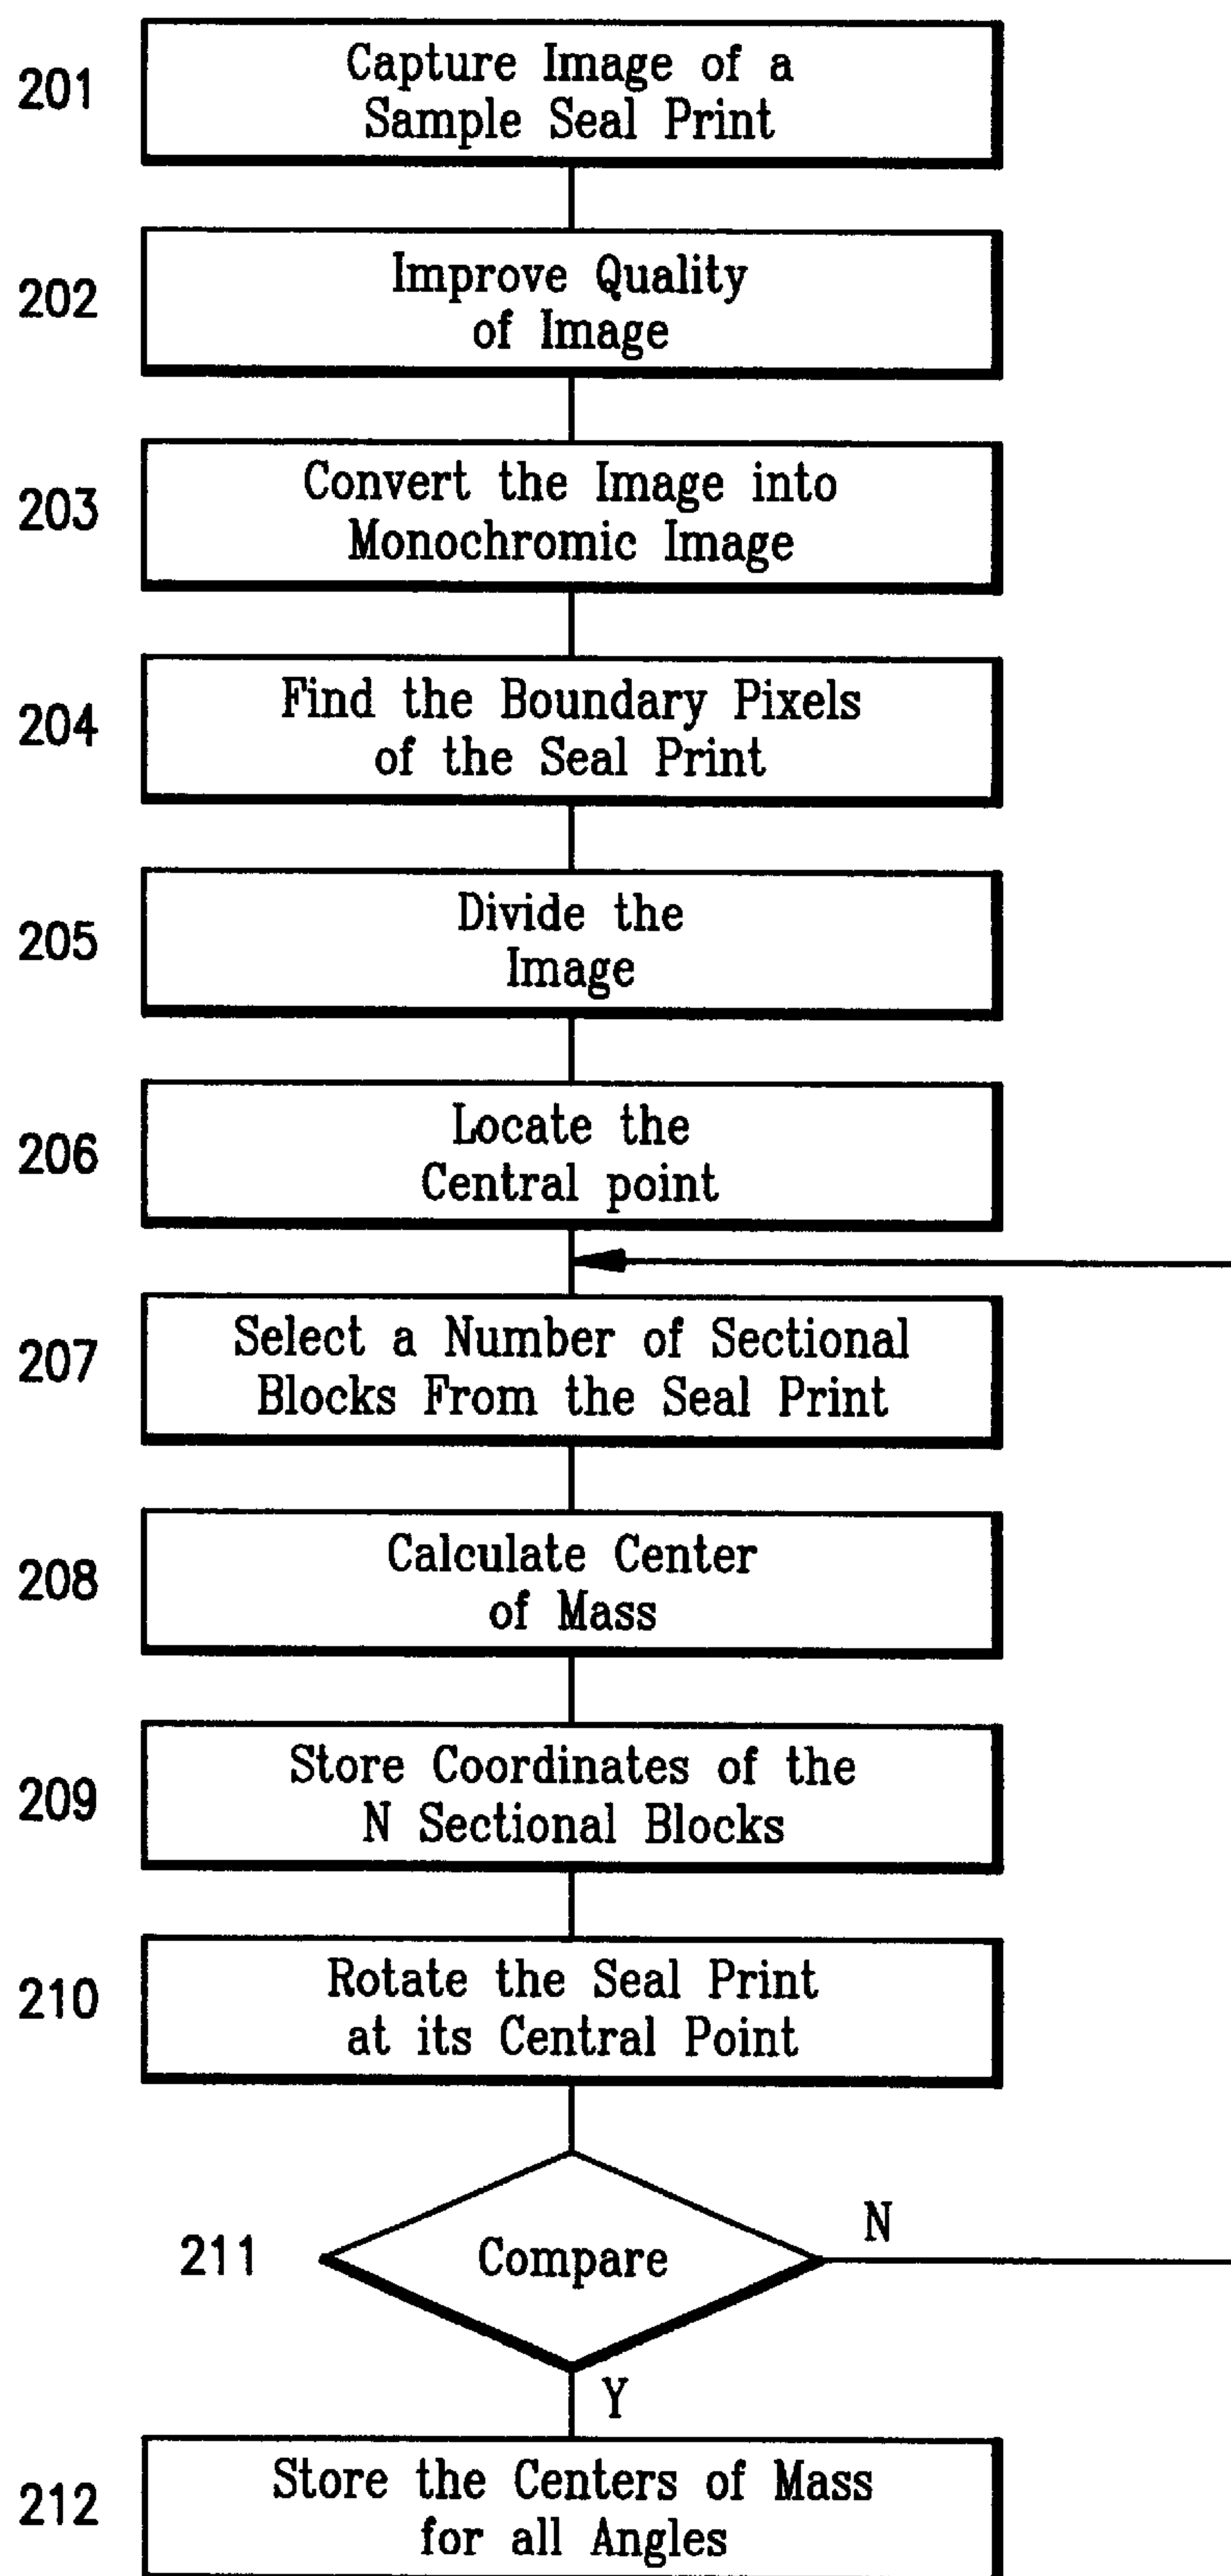 201
Capture Image of a
Sample Seal Print
202
Improve Quality
of Image
203
Convert the Image into
Monochromic Image
204
Find the Boundary Pixels
of the Seal Print
205
Divide the
Image
206
Locate the
Central point
207
Select a Number of Sectional
Blocks From the Seal Print
208
Calculate Center
of Mass
209
Store Coordinates of the
N Sectional Blocks
210
Rotate the Seal Print
at its Central Point
211
Compare
N
Y
212
Store the Centers of Mass
for all Angles